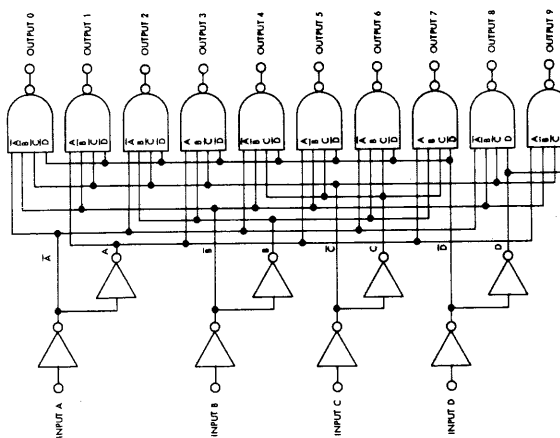 OUTPUT 0
OUTPUT 1
OUTPUT 2
OUTPUT 3
OUTPUT 4
OUTPUT 5
OUTPUT 6
OUTPUT 7
OUTPUT 8
OUTPUT 9
A̅ B̅ C̅ D̅
A B̅ C̅ D̅
A̅ B C̅ D̅
A B C̅ D̅
A̅ B̅ C D̅
A B̅ C D̅
A̅ B C D̅
A B C D̅
A̅ B̅ C̅ D
A B̅ C̅
A̅
A
B̅
B
C̅
C
D̅
D
INPUT A
INPUT B
INPUT C
INPUT D